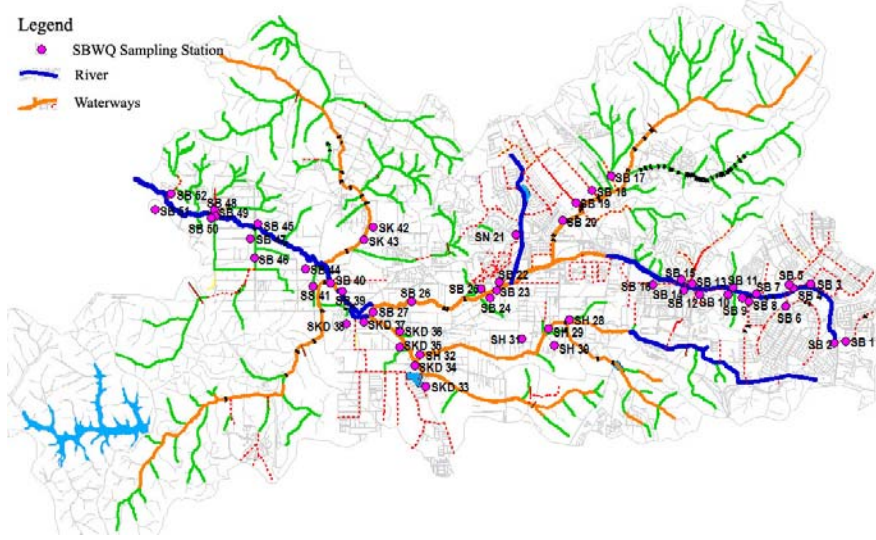 Legend
SBWQ Sampling Station
River
Waterways
SB 17
SB 18
SB 19
SB 20
SB 52
SB 51
SB 48
SB 49
SB 50
SB 45
SB 47
SB 46
SK 42
SK 43
SN 21
SB 44
SB 40
SB 41
SB 39
SB 26
SB 27
SB 22
SB 25
SB 23
SB 24
SB 15
SB 13
SB 11
SB 7
SB 5
SB 3
SB 16
SB 14
SB 12
SB 10
SB 9
SB 8
SB 4
SB 6
SB 2
SB 1
SKD 38
SKD 37
SKD 36
SKD 35
SH 32
SKD 34
SKD 33
SH 28
SH 29
SH 31
SH 30